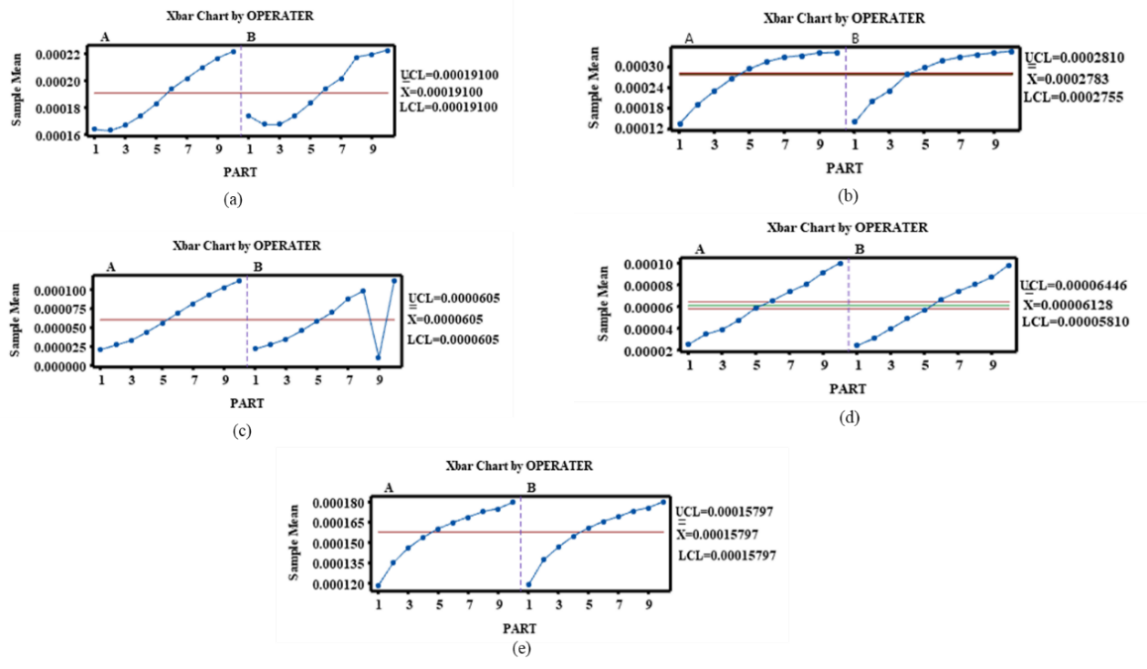 Xbar Chart by OPERATER
A B
Sample Mean
0.00022
0.00020
0.00018
0.00016
1 3 5 7 9 1 3 5 7 9
PART
UCL=0.00019100
X=0.00019100
LCL=0.00019100
(a)
Xbar Chart by OPERATER
A B
Sample Mean
0.00030
0.00024
0.00018
0.00012
1 3 5 7 9 1 3 5 7 9
PART
UCL=0.0002810
X=0.0002783
LCL=0.0002755
(b)
Xbar Chart by OPERATER
A B
Sample Mean
0.000100
0.000075
0.000050
0.000025
0.000000
1 3 5 7 9 1 3 5 7 9
PART
UCL=0.0000605
X=0.0000605
LCL=0.0000605
(c)
Xbar Chart by OPERATER
A B
Sample Mean
0.00010
0.00008
0.00006
0.00004
0.00002
1 3 5 7 9 1 3 5 7 9
PART
UCL=0.00006446
X=0.00006128
LCL=0.00005810
(d)
Xbar Chart by OPERATER
A B
Sample Mean
0.000180
0.000165
0.000150
0.000135
0.000120
1 3 5 7 9 1 3 5 7 9
PART
UCL=0.00015797
X=0.00015797
LCL=0.00015797
(e)